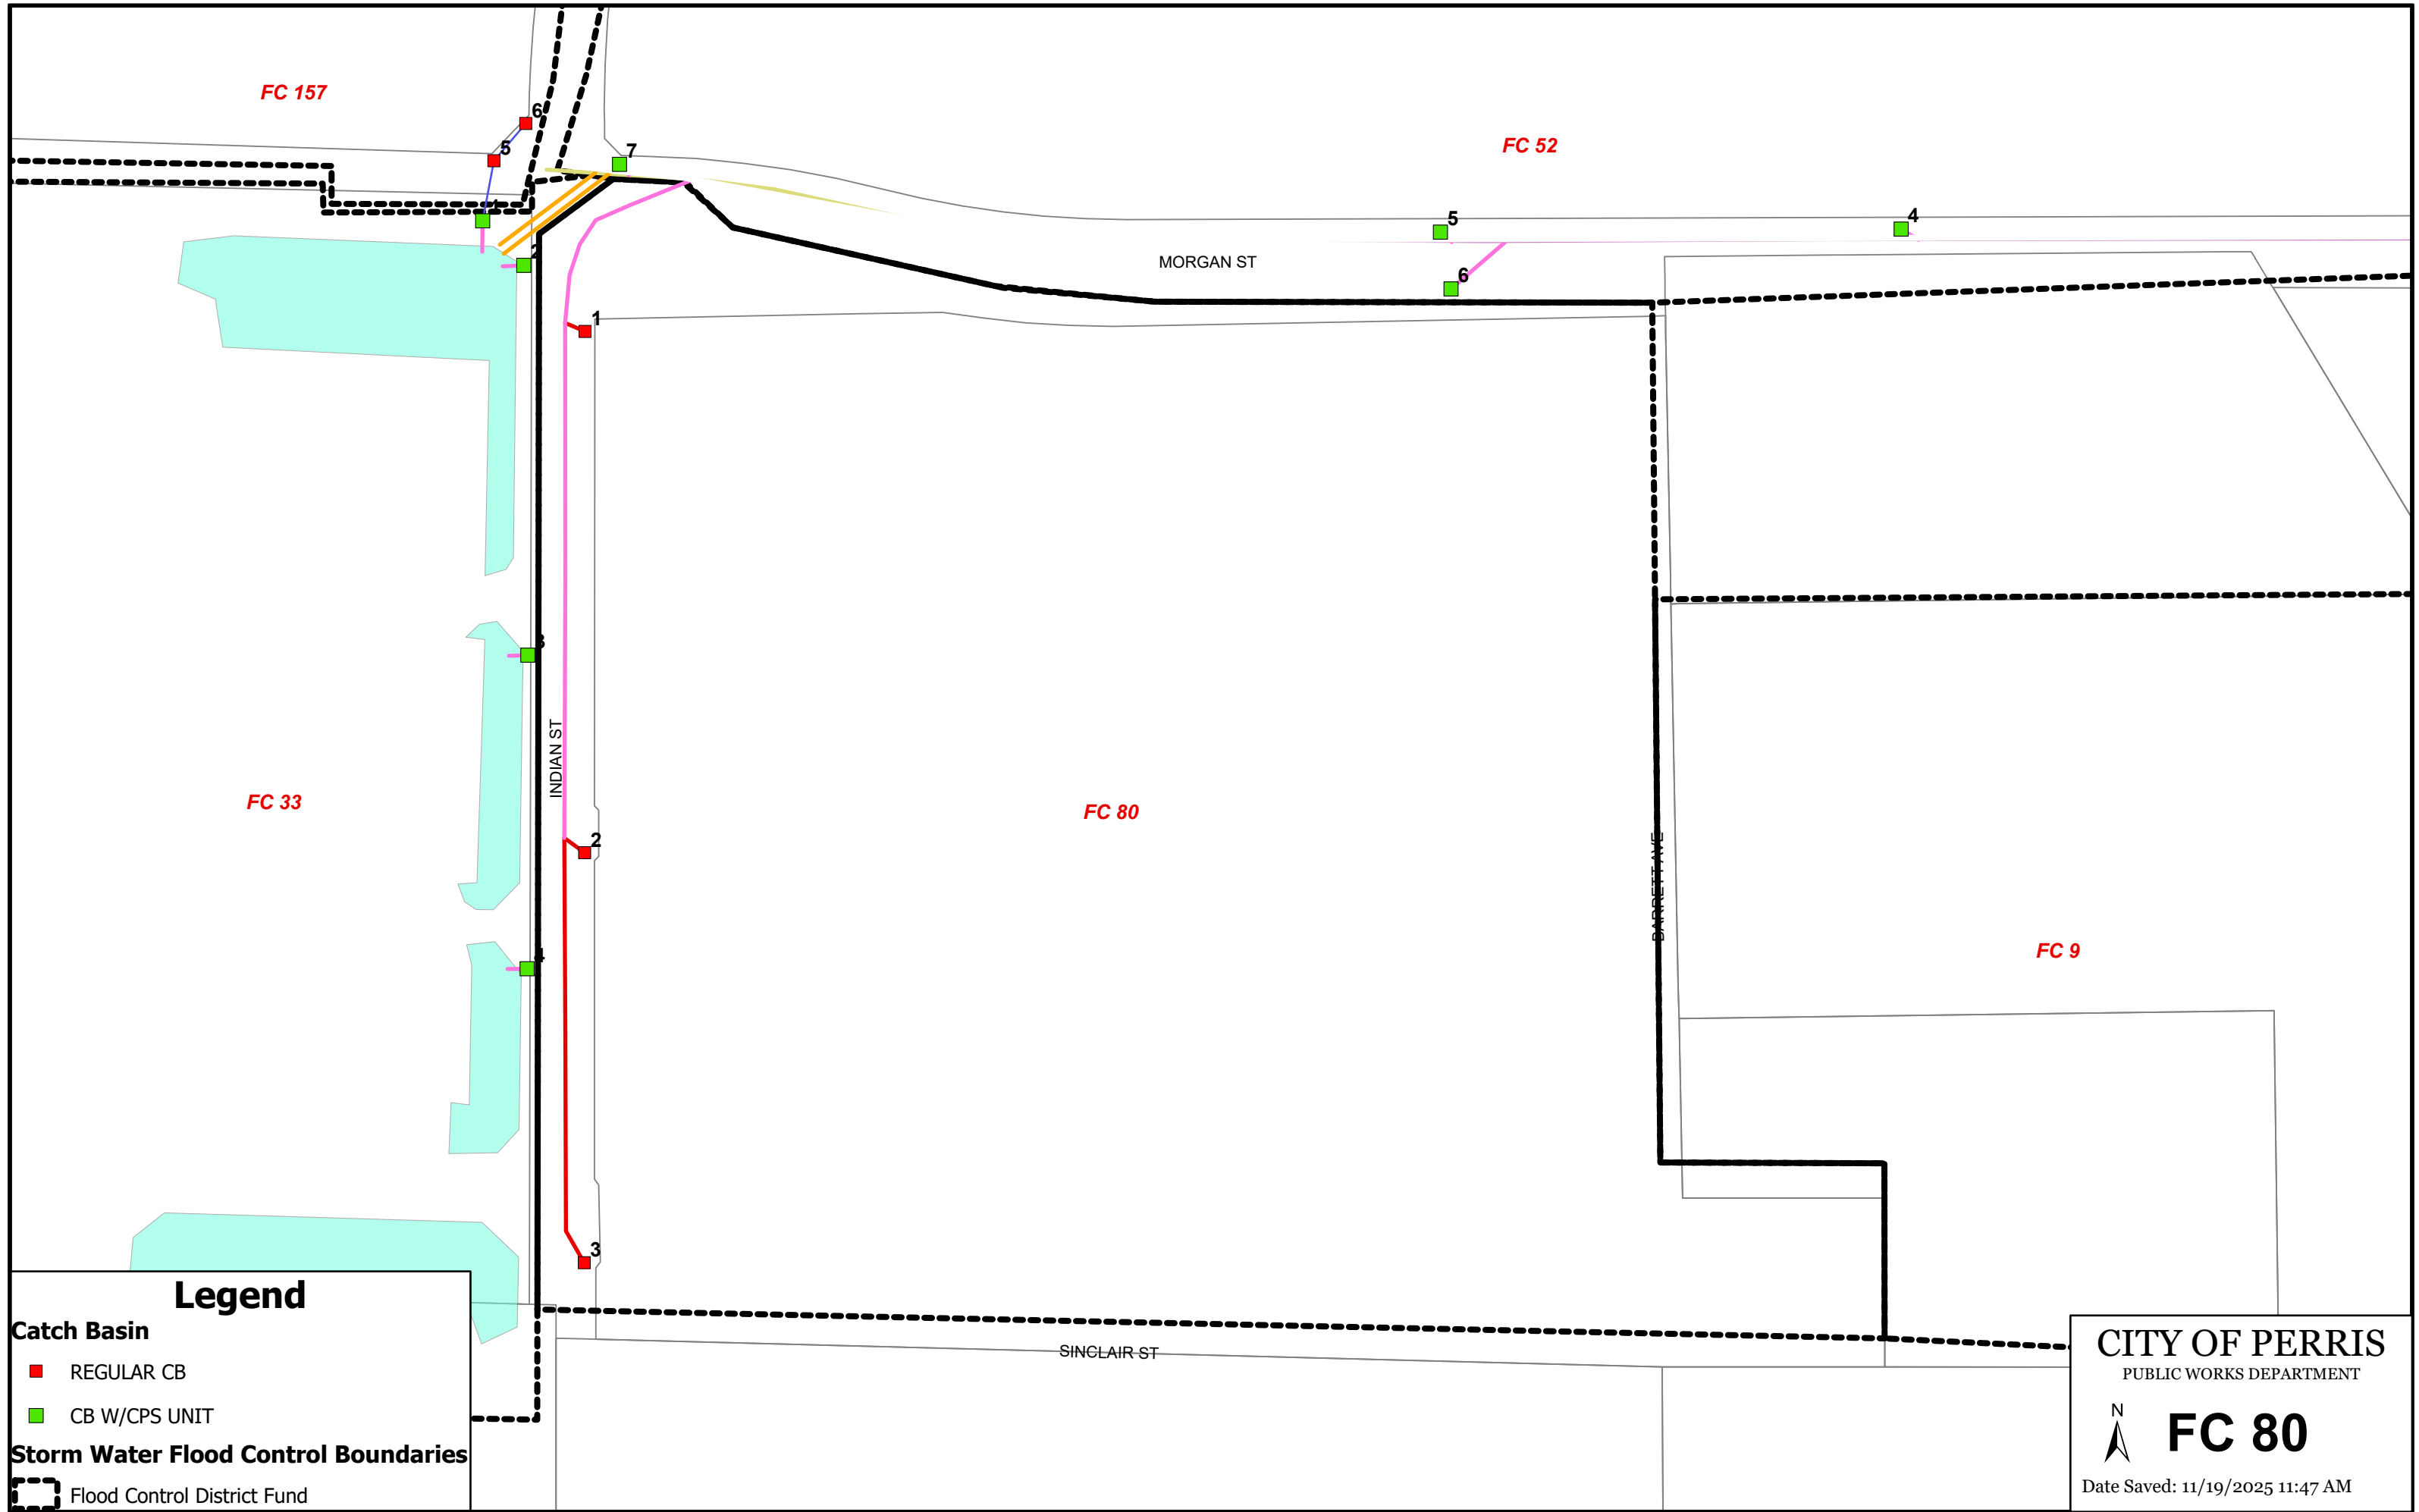 FC 157
6
5
7
FC 52
5
4
2
MORGAN ST
6
1
3
INDIAN ST
FC 33
FC 80
2
BARRETT AVE
FC 9
4
3
SINCLAIR ST
Legend
Catch Basin
REGULAR CB
CB W/CPS UNIT
Storm Water Flood Control Boundaries
Flood Control District Fund
CITY OF PERRIS
PUBLIC WORKS DEPARTMENT
N
FC 80
Date Saved: 11/19/2025 11:47 AM